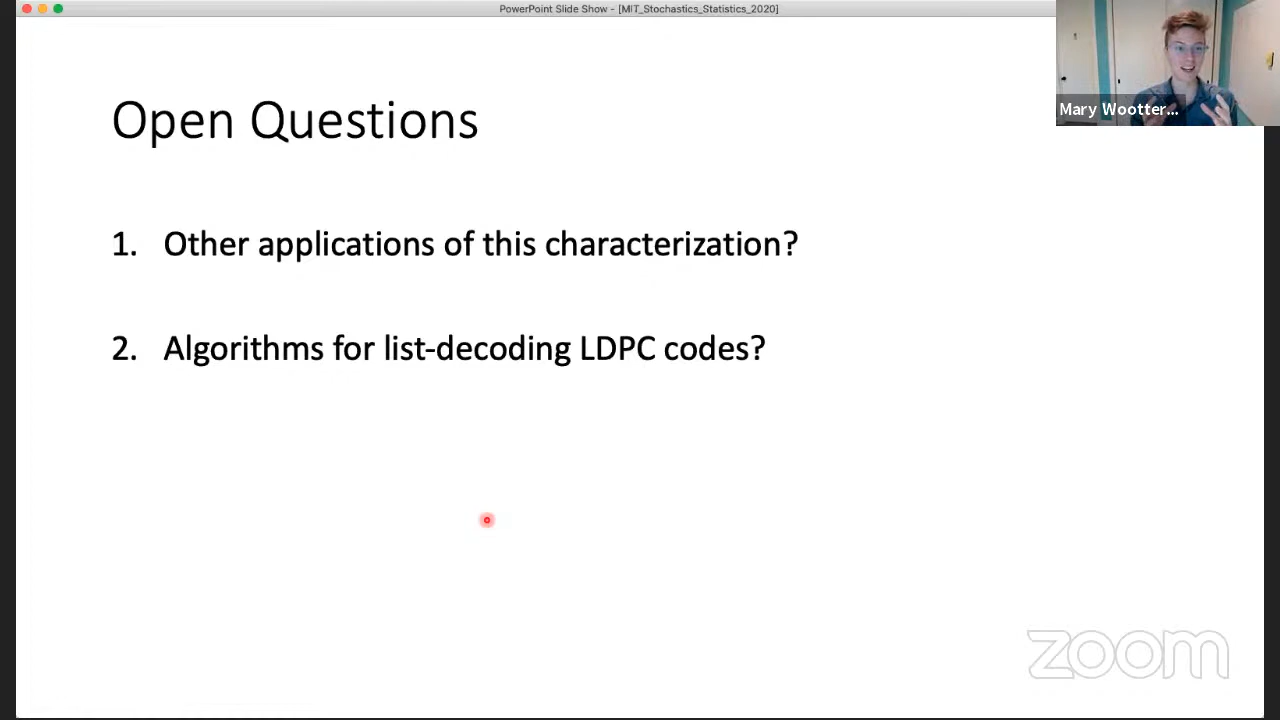 PowerPoint Slide Show - [MIT_Stochastics_Statistics_2020]
Mary Wootter...
Open Questions
1. Other applications of this characterization?
2. Algorithms for list-decoding LDPC codes?
zoom